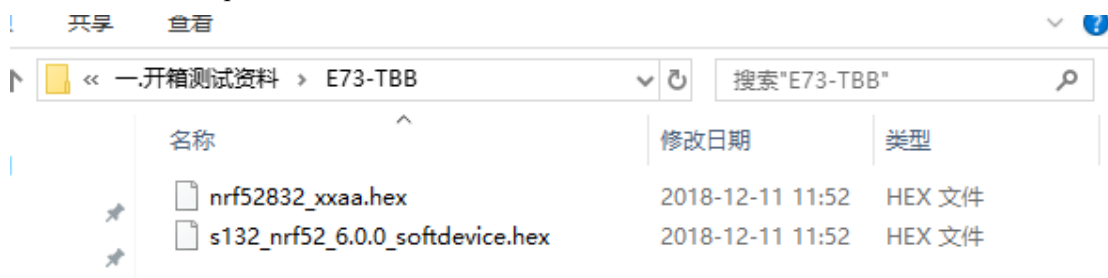 共享 查看
« 一.开箱测试资料 › E73-TBB 搜索"E73-TBB"
名称 修改日期 类型
nrf52832_xxaa.hex 2018-12-11 11:52 HEX 文件
s132_nrf52_6.0.0_softdevice.hex 2018-12-11 11:52 HEX 文件